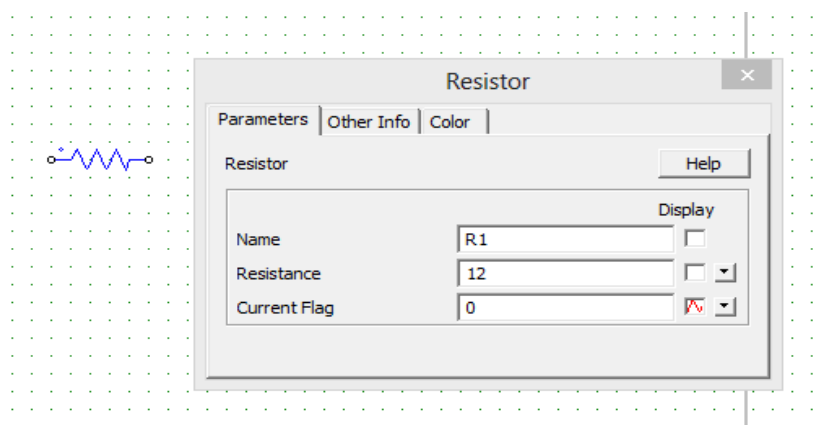 Resistor
Parameters Other Info Color
Resistor Help
Display
Name R1
Resistance 12
Current Flag 0